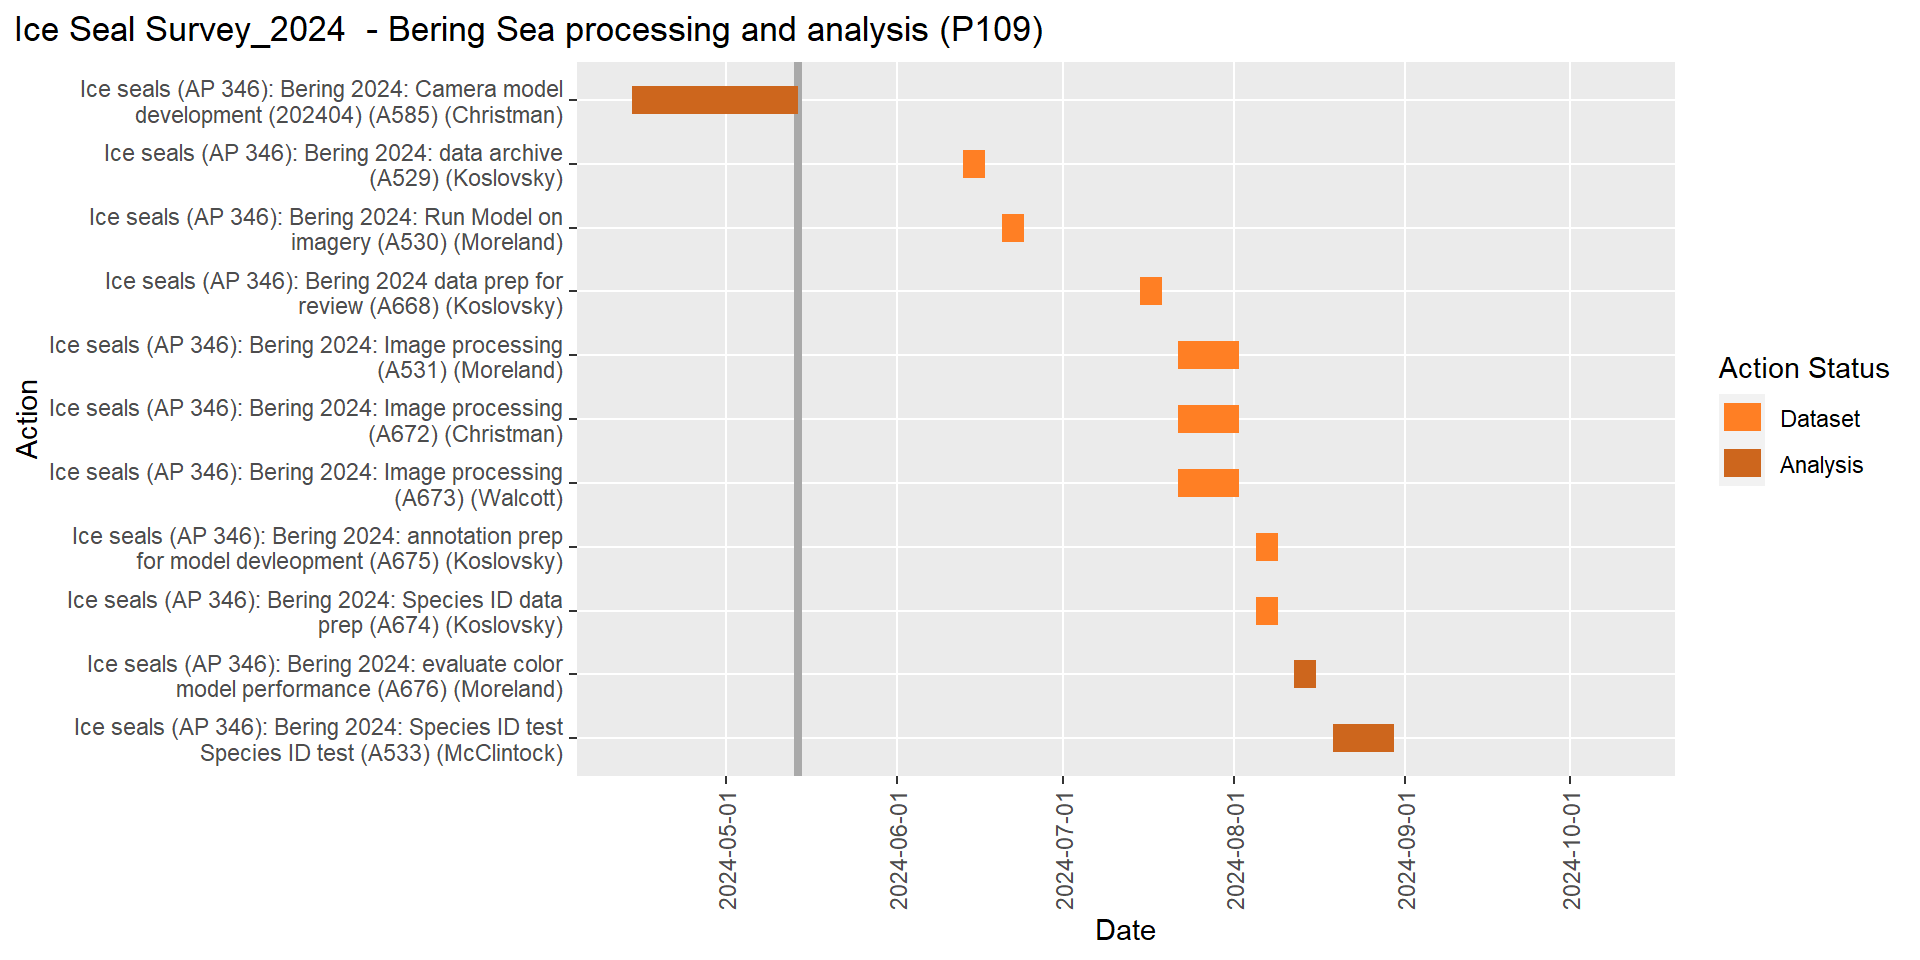 Ice Seal Survey_2024  - Bering Sea processing and analysis (P109)
Action
Ice seals (AP 346): Bering 2024: Camera model
development (202404) (A585) (Christman)
Ice seals (AP 346): Bering 2024: data archive
(A529) (Koslovsky)
Ice seals (AP 346): Bering 2024: Run Model on
imagery (A530) (Moreland)
Ice seals (AP 346): Bering 2024 data prep for
review (A668) (Koslovsky)
Ice seals (AP 346): Bering 2024: Image processing
(A531) (Moreland)
Ice seals (AP 346): Bering 2024: Image processing
(A672) (Christman)
Ice seals (AP 346): Bering 2024: Image processing
(A673) (Walcott)
Ice seals (AP 346): Bering 2024: annotation prep
for model devleopment (A675) (Koslovsky)
Ice seals (AP 346): Bering 2024: Species ID data
prep (A674) (Koslovsky)
Ice seals (AP 346): Bering 2024: evaluate color
model performance (A676) (Moreland)
Ice seals (AP 346): Bering 2024: Species ID test
Species ID test (A533) (McClintock)
2024-05-01
2024-06-01
2024-07-01
2024-08-01
2024-09-01
2024-10-01
Date
Action Status
Dataset
Analysis